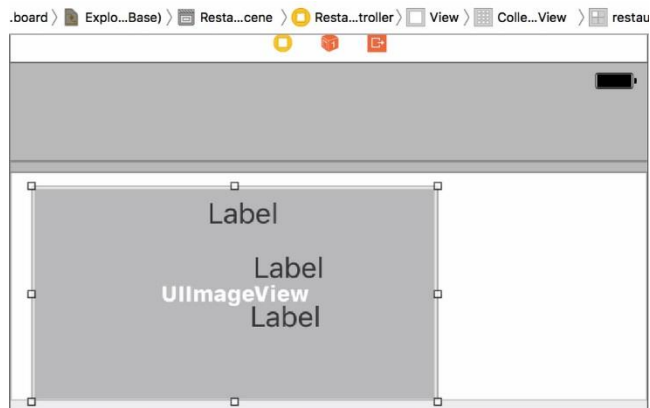 .board 〉 Explo...Base) 〉 Resta...cene 〉 Resta...troller 〉 View 〉 Colle...View 〉 restau
Label
Label
UIImageView
Label